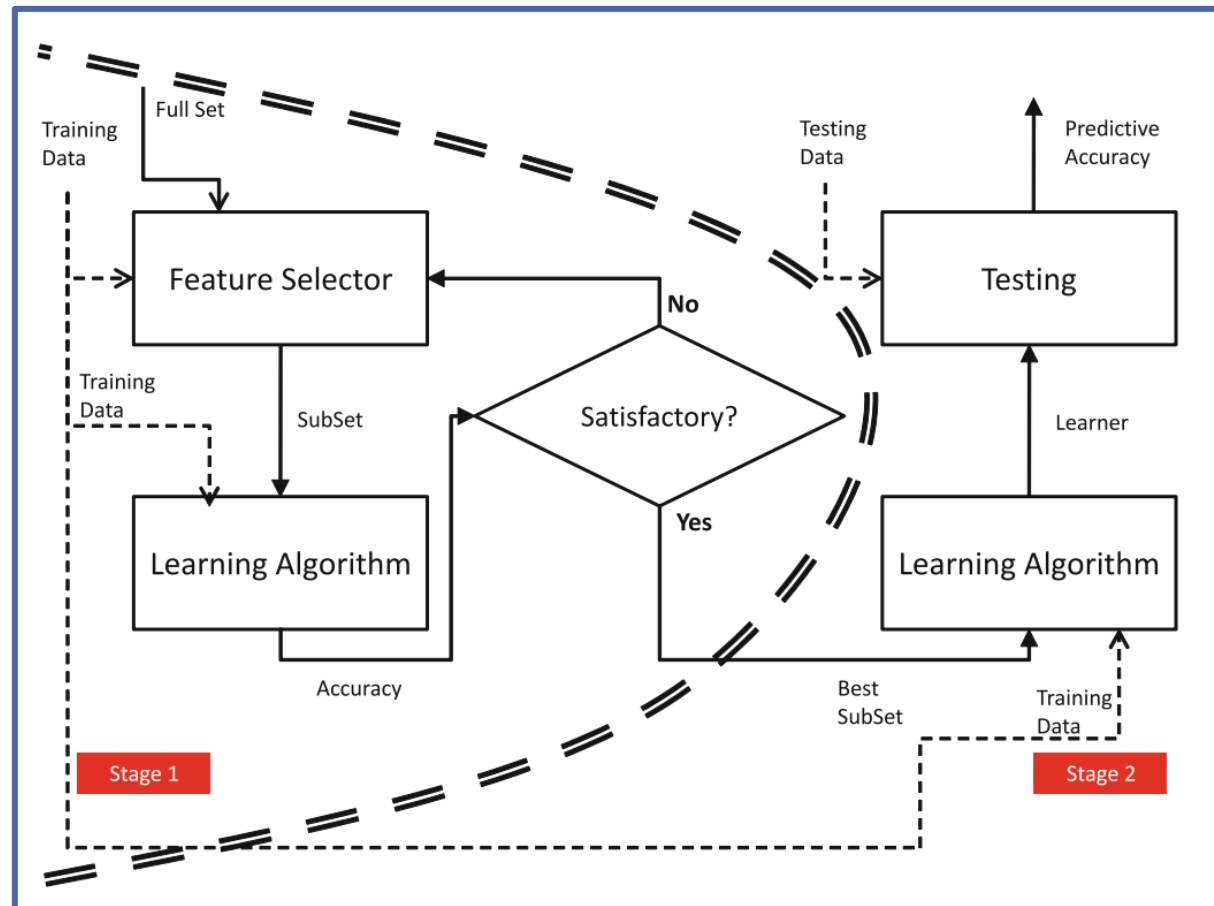 Full Set
Training
Data
Testing
Data
Predictive
Accuracy
Feature Selector
No
Testing
Training
Data
SubSet
Satisfactory?
Learner
Learning Algorithm
Yes
Learning Algorithm
Accuracy
Best
SubSet
Training
Data
Stage 1
Stage 2